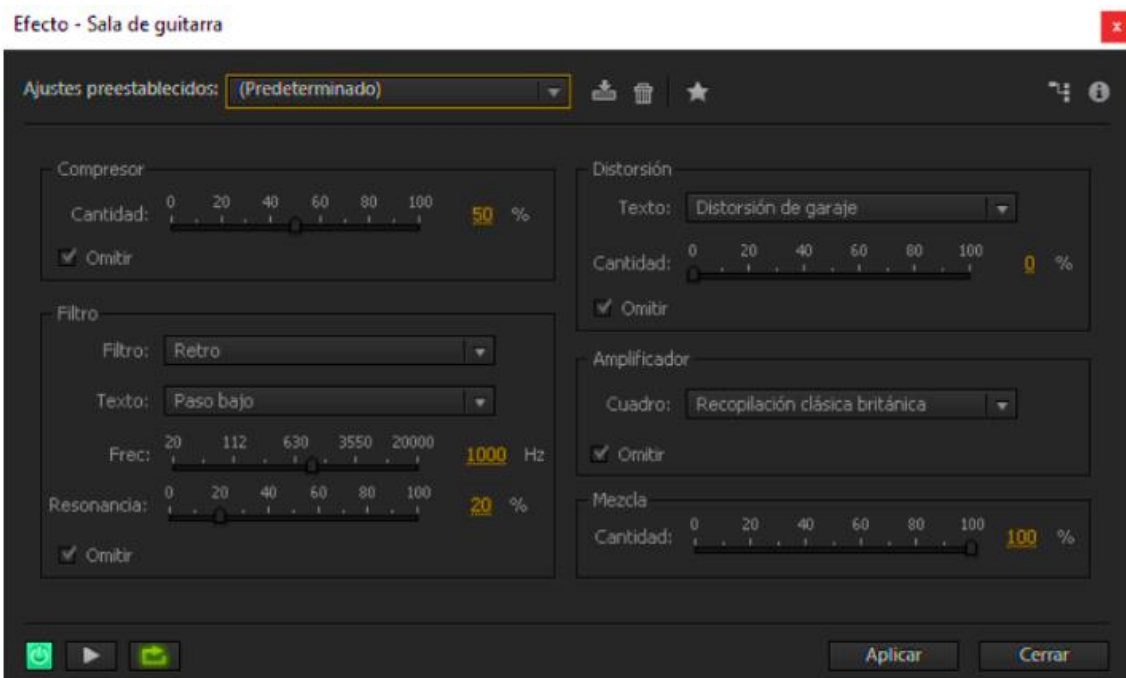 Efecto - Sala de guitarra
x
Ajustes preestablecidos: (Predeterminado)
Compresor
0 20 40 60 80 100
Cantidad: 50 %
Omitir
Filtro
Filtro: Retro
Texto: Paso bajo
20 112 630 3550 20000
Frec: 1000 Hz
0 20 40 60 80 100
Resonancia: 20 %
Omitir
Distorsión
Texto: Distorsión de garaje
0 20 40 60 80 100
Cantidad: 0 %
Omitir
Amplificador
Cuadro: Recopilación clásica británica
Omitir
Mezcla
0 20 40 60 80 100
Cantidad: 100 %
Aplicar Cerrar